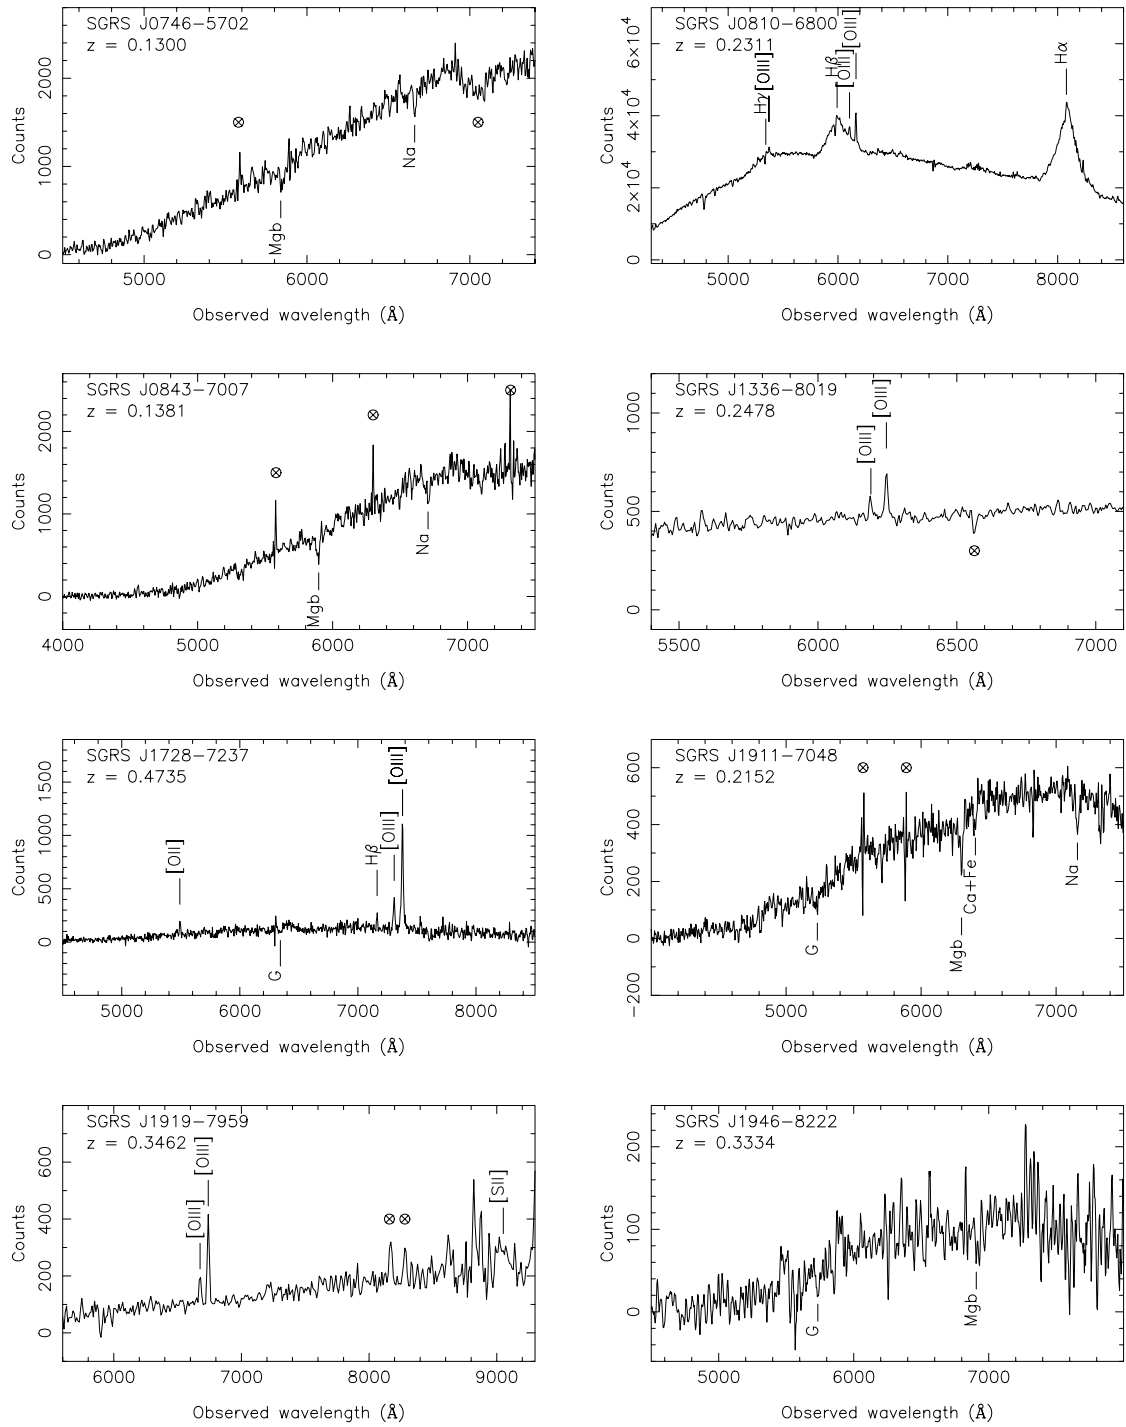 SGRS J0746−5702
z = 0.1300
Counts
0
1000
2000
⊗
⊗
Mgb
Na
5000
6000
7000
Observed wavelength (Å)
SGRS J0810−6800
z = 0.2311
Counts
0
2×10⁴
4×10⁴
6×10⁴
Hγ
[OIII]
Hβ
[OIII]
[OIII]
Hα
5000
6000
7000
8000
Observed wavelength (Å)
SGRS J0843−7007
z = 0.1381
Counts
0
1000
2000
⊗
⊗
⊗
Mgb
Na
4000
5000
6000
7000
Observed wavelength (Å)
SGRS J1336−8019
z = 0.2478
Counts
0
500
1000
[OIII]
[OIII]
⊗
5500
6000
6500
7000
Observed wavelength (Å)
SGRS J1728−7237
z = 0.4735
Counts
0
500
1000
1500
[OII]
G
Hβ
[OIII]
[OIII]
5000
6000
7000
8000
Observed wavelength (Å)
SGRS J1911−7048
z = 0.2152
Counts
−200
0
200
400
600
⊗
⊗
G
Mgb
Ca+Fe
Na
5000
6000
7000
Observed wavelength (Å)
SGRS J1919−7959
z = 0.3462
Counts
0
200
400
600
[OIII]
[OIII]
⊗
⊗
[SII]
6000
7000
8000
9000
Observed wavelength (Å)
SGRS J1946−8222
z = 0.3334
Counts
0
100
200
G
Mgb
5000
6000
7000
Observed wavelength (Å)